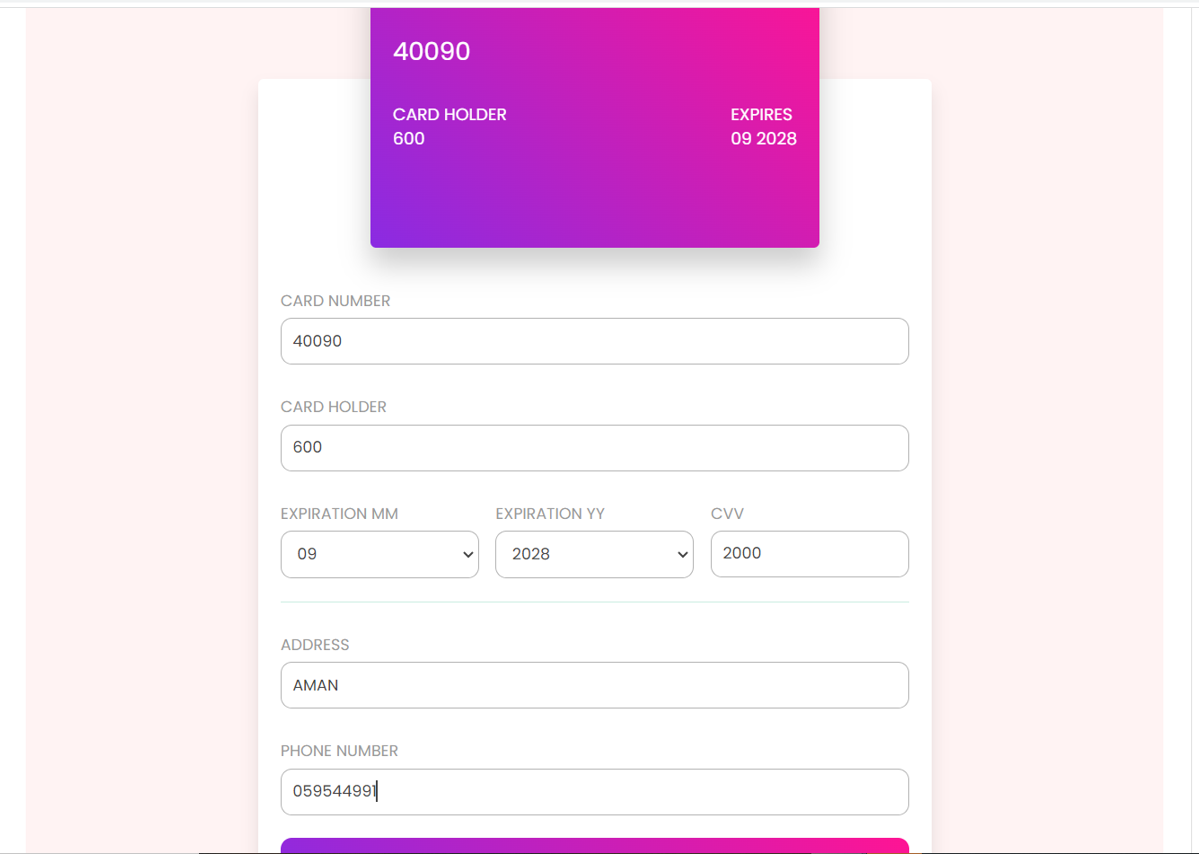 40090
CARD HOLDER EXPIRES
600 09 2028
CARD NUMBER
40090
CARD HOLDER
600
EXPIRATION MM EXPIRATION YY CVV
09 2028 2000
ADDRESS
AMAN
PHONE NUMBER
059544991